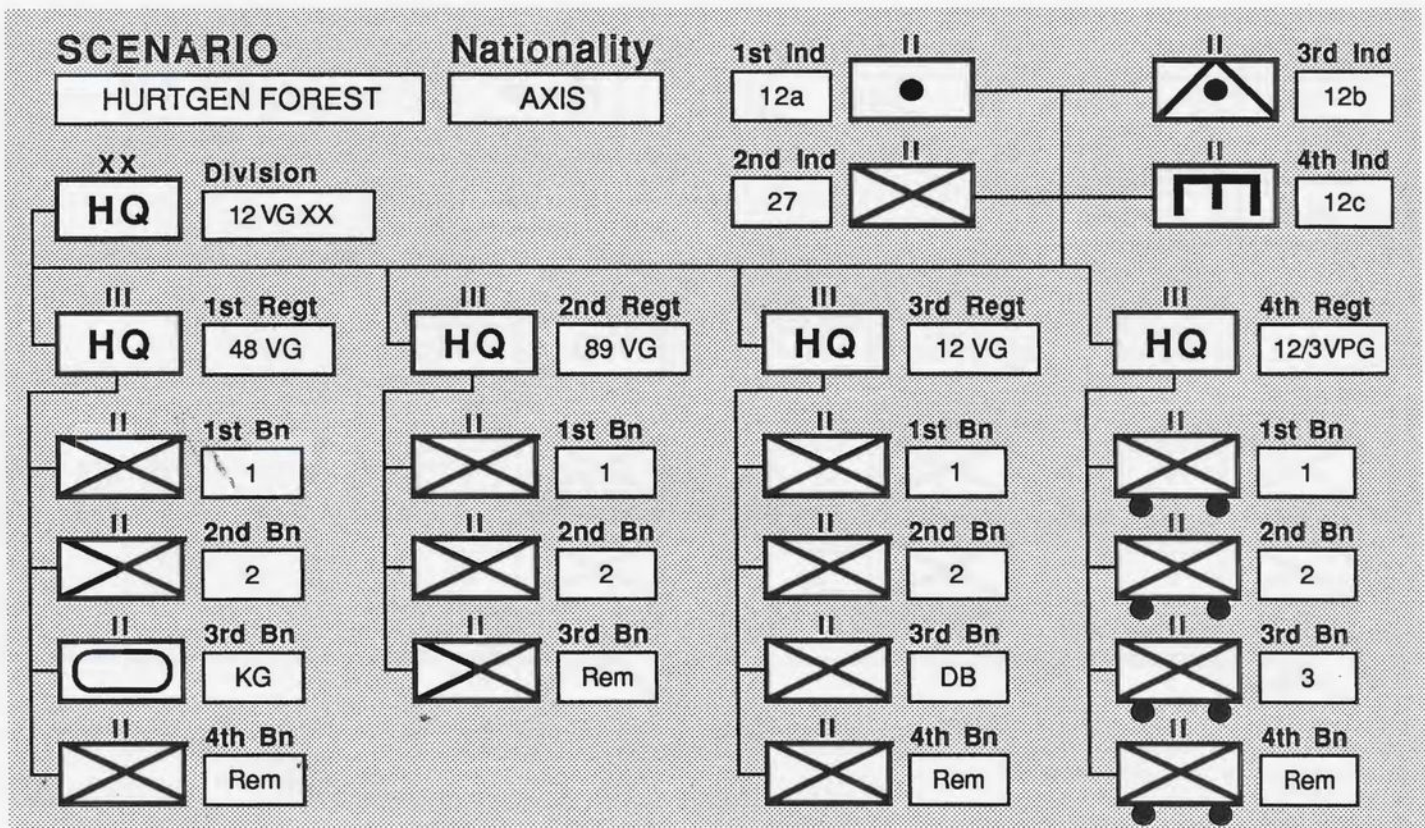 SCENARIO
HURTGEN FOREST
Nationality
AXIS
1st Ind
12a
II
II
3rd Ind
12b
2nd Ind
27
II
II
4th Ind
12c
XX
HQ
Division
12 VG XX
III
HQ
1st Regt
48 VG
II
1st Bn
1
II
2nd Bn
2
II
3rd Bn
KG
II
4th Bn
Rem
III
HQ
2nd Regt
89 VG
II
1st Bn
1
II
2nd Bn
2
II
3rd Bn
Rem
III
HQ
3rd Regt
12 VG
II
1st Bn
1
II
2nd Bn
2
II
3rd Bn
DB
II
4th Bn
Rem
III
HQ
4th Regt
12/3VPG
II
1st Bn
1
II
2nd Bn
2
II
3rd Bn
3
II
4th Bn
Rem